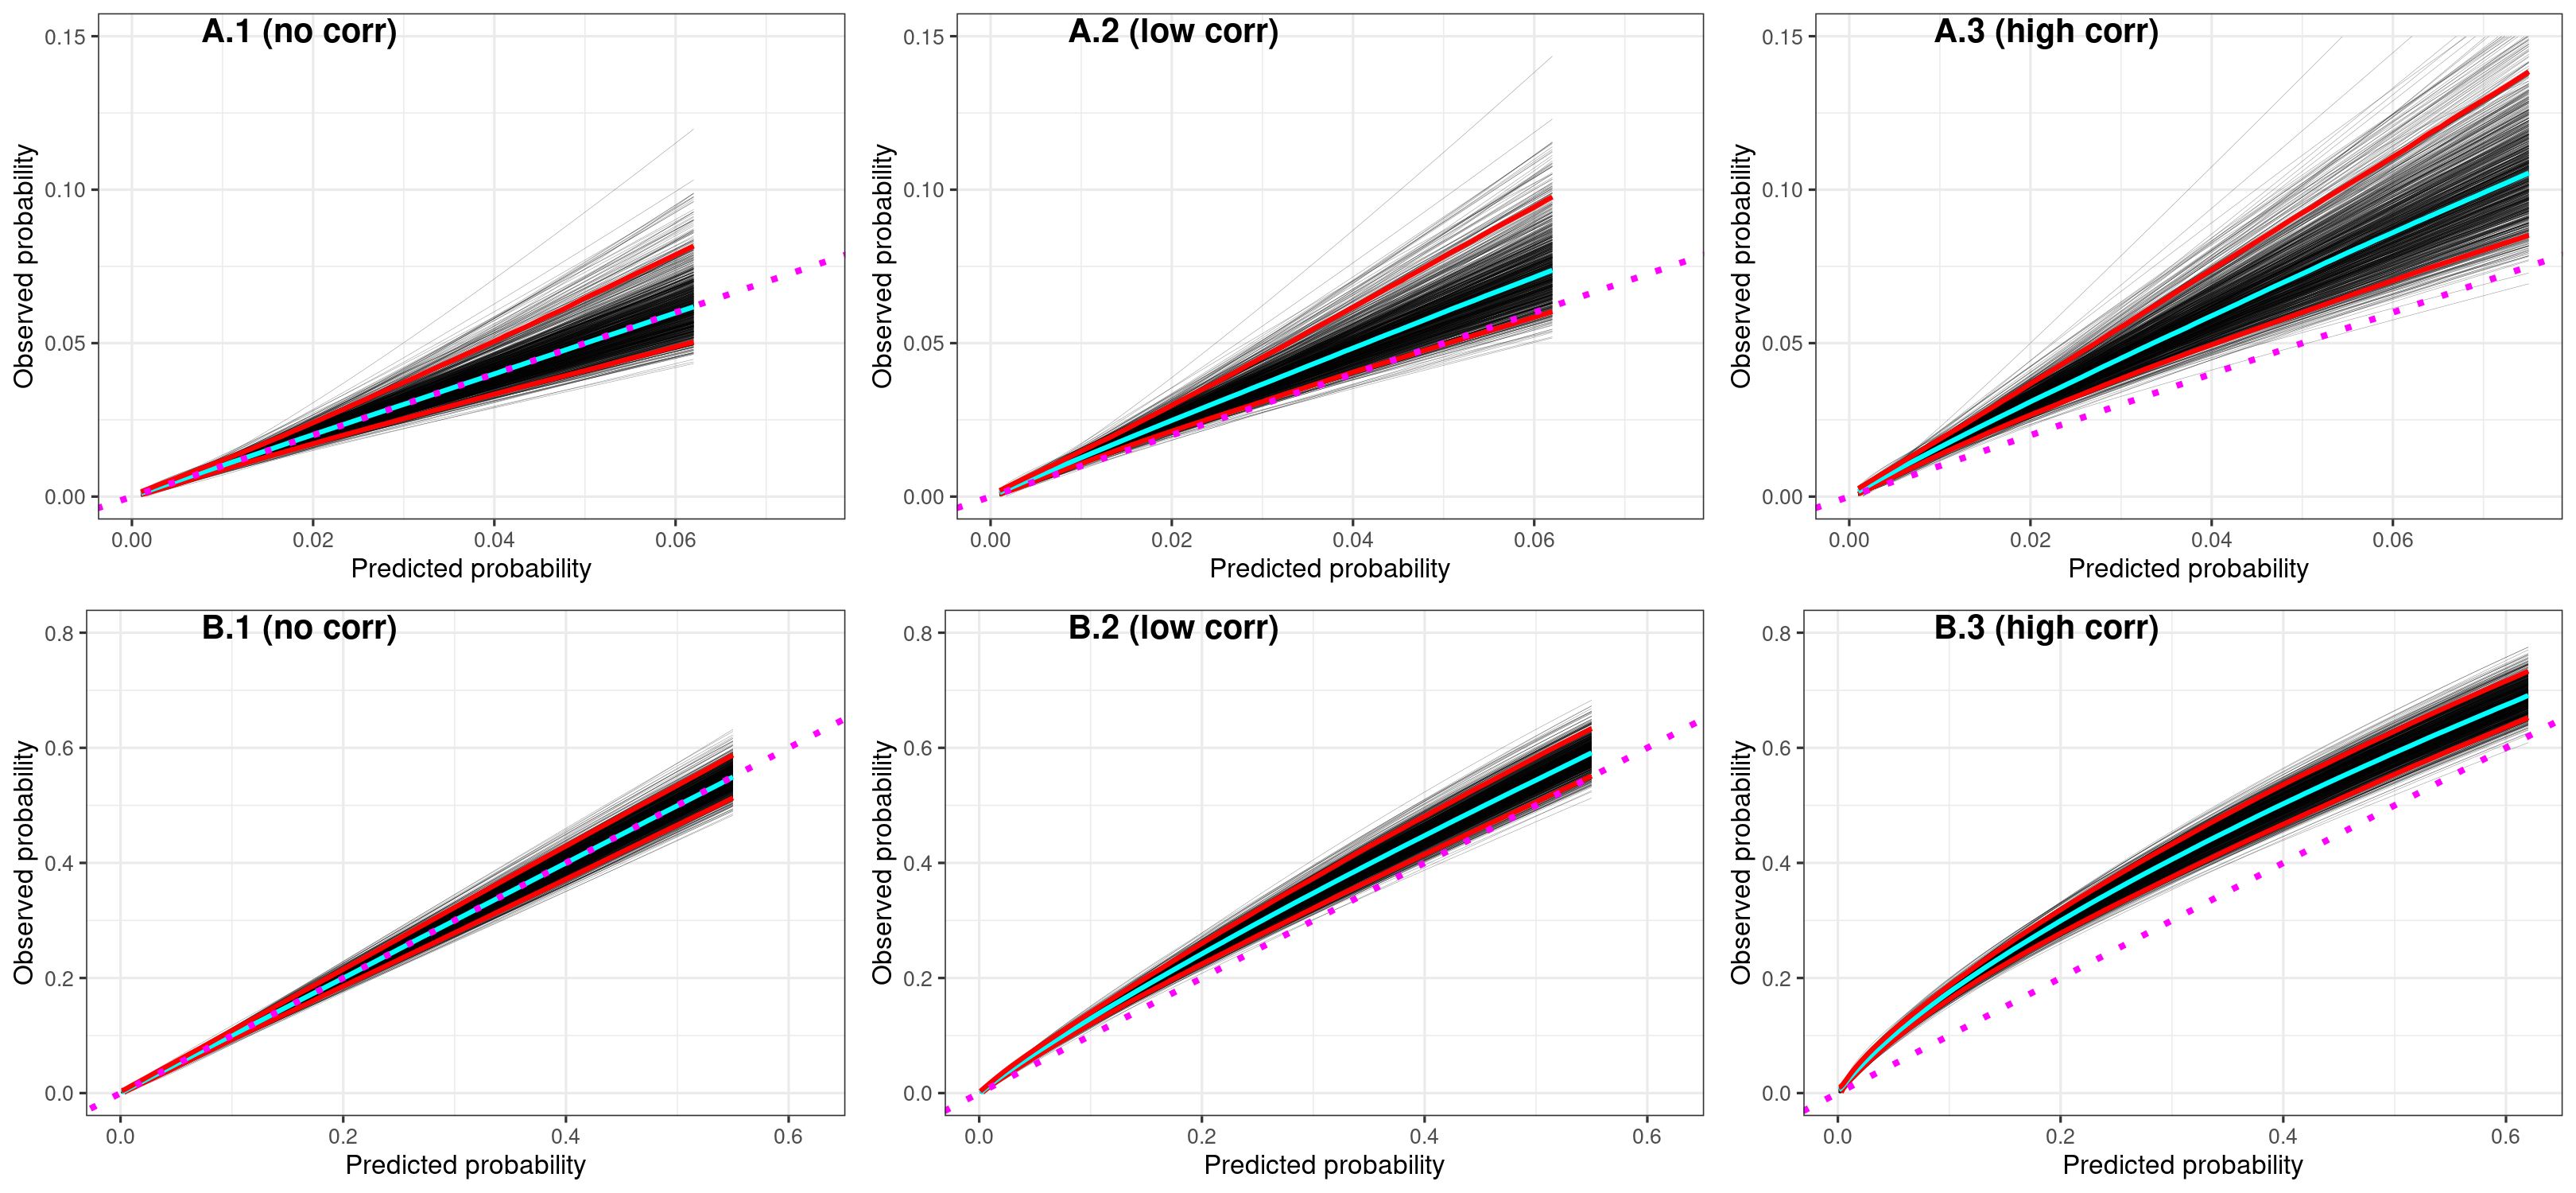 A.1 (no corr)
0.15
0.10
0.05
0.00
Observed probability
0.00 0.02 0.04 0.06
Predicted probability
A.2 (low corr)
0.15
0.10
0.05
0.00
Observed probability
0.00 0.02 0.04 0.06
Predicted probability
A.3 (high corr)
0.15
0.10
0.05
0.00
Observed probability
0.00 0.02 0.04 0.06
Predicted probability
B.1 (no corr)
0.8
0.6
0.4
0.2
0.0
Observed probability
0.0 0.2 0.4 0.6
Predicted probability
B.2 (low corr)
0.8
0.6
0.4
0.2
0.0
Observed probability
0.0 0.2 0.4 0.6
Predicted probability
B.3 (high corr)
0.8
0.6
0.4
0.2
0.0
Observed probability
0.0 0.2 0.4 0.6
Predicted probability